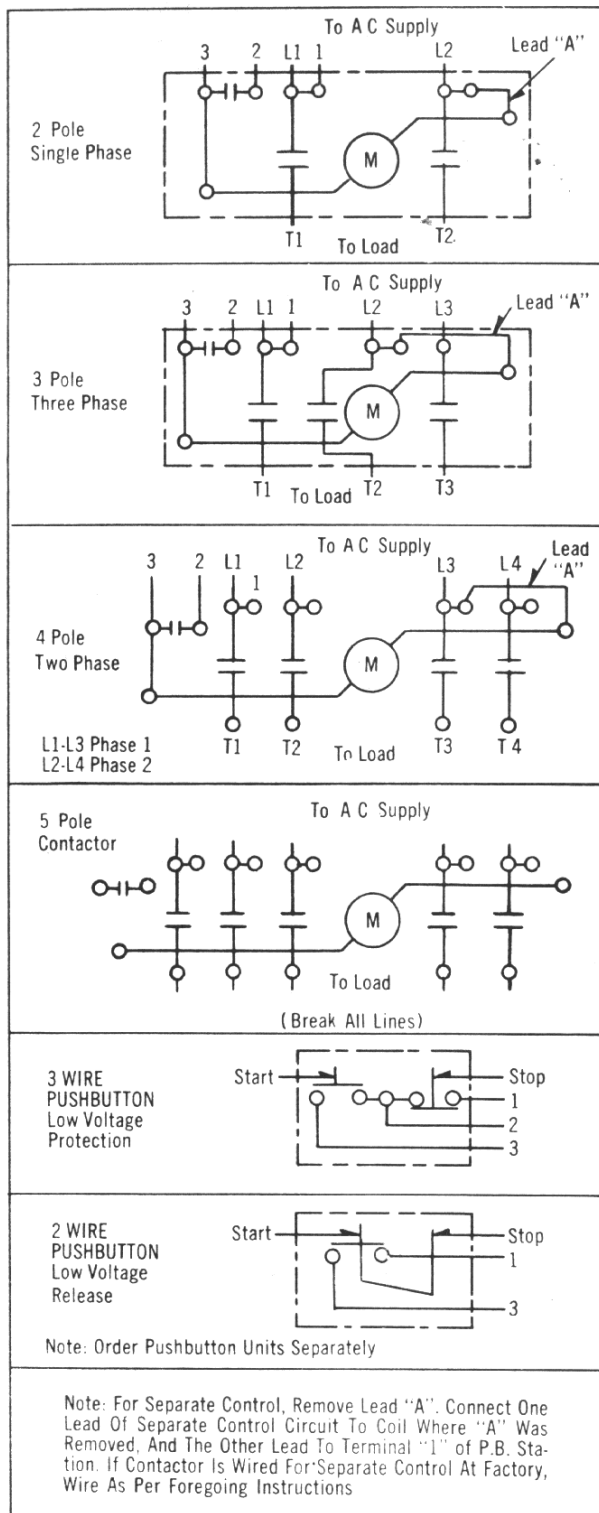 To A C Supply
3 2 L1 1 L2 Lead "A"
2 Pole
Single Phase
M
T1 To Load T2
To A C Supply
3 2 L1 1 L2 L3 Lead "A"
3 Pole
Three Phase
M
T1 To Load T2 T3
To A C Supply
3 2 L1 L2 L3 L4 Lead
"A"
1
4 Pole
Two Phase
M
T1 T2 To Load T3 T4
L1-L3 Phase 1
L2-L4 Phase 2
To A C Supply
5 Pole
Contactor
M
To Load
(Break All Lines)
3 WIRE
PUSHBUTTON
Low Voltage
Protection
Start Stop
1
2
3
2 WIRE
PUSHBUTTON
Low Voltage
Release
Start Stop
1
3
Note: Order Pushbutton Units Separately
Note: For Separate Control, Remove Lead "A". Connect One
Lead Of Separate Control Circuit To Coil Where "A" Was
Removed, And The Other Lead To Terminal "1" of P.B. Sta-
tion. If Contactor Is Wired For Separate Control At Factory,
Wire As Per Foregoing Instructions